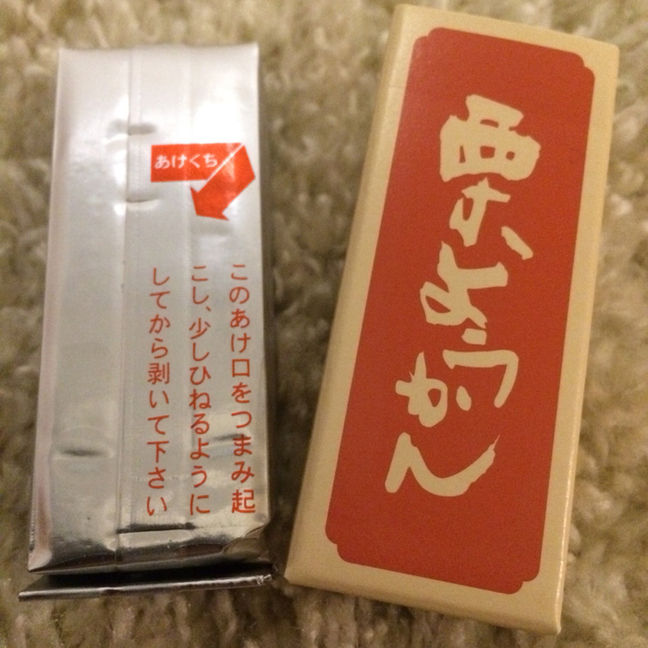 あけくち
このあけ口をつまみ起
こし、少しひねるように
してから剥いて下さい
栗ようかん